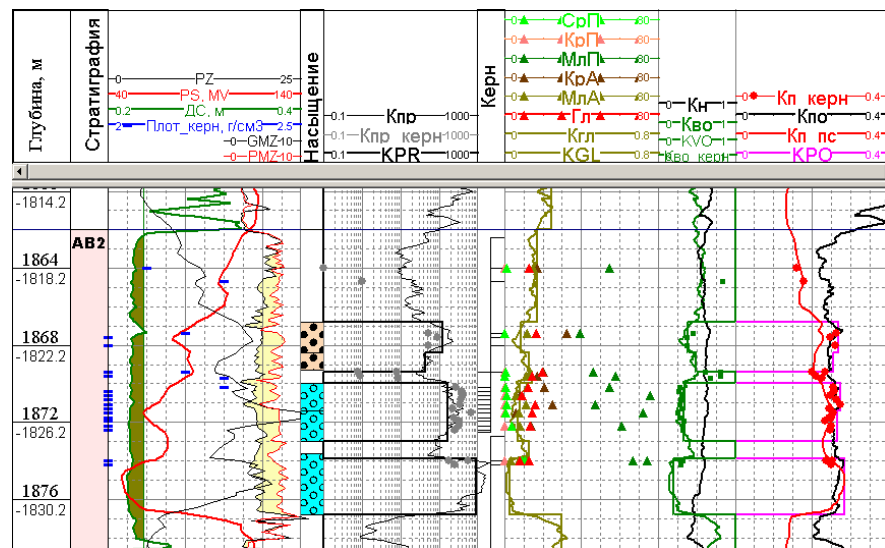 Глубина, м
Стратиграфия
0 PZ 25
40 PS, MV 140
0.2 ДС, м 0.4
2 Плот_керн, г/см3 2.5
GMZ 10
0 PMZ 10
Насыщение
0.1 Кпр 1000
0.1 Кпр керн 1000
0.1 KPR 1000
Керн
0 СрП 80
0 КрП 80
0 МлП 80
0 КрА 80
0 МлА 80
0 Гл 80
0 Кгл 0.8
0 KGL 0.8
0 Кн 1
0 Кво 1
0 KVO 1
Кво керн
0 Кп керн 0.4
0 Кпо 0.4
0 Кп пс 0.4
0 KPO 0.4
-1814.2
АВ2
1864
-1818.2
1868
-1822.2
1872
-1826.2
1876
-1830.2